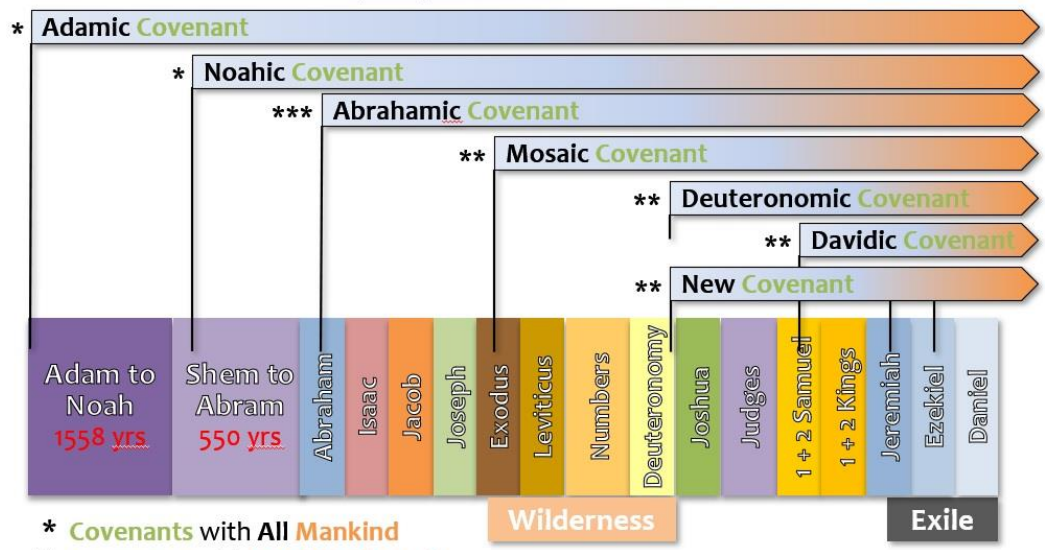 * Adamic Covenant
* Noahic Covenant
*** Abrahamic Covenant
** Mosaic Covenant
** Deuteronomic Covenant
** Davidic Covenant
** New Covenant
Adam to
Noah
1558 yrs
Shem to
Abram
550 yrs
Abraham
Isaac
Jacob
Joseph
Exodus
Leviticus
Numbers
Deuteronomy
Joshua
Judges
1 + 2 Samuel
1 + 2 Kings
Jeremiah
Ezekiel
Daniel
Wilderness
Exile
* Covenants with All Mankind